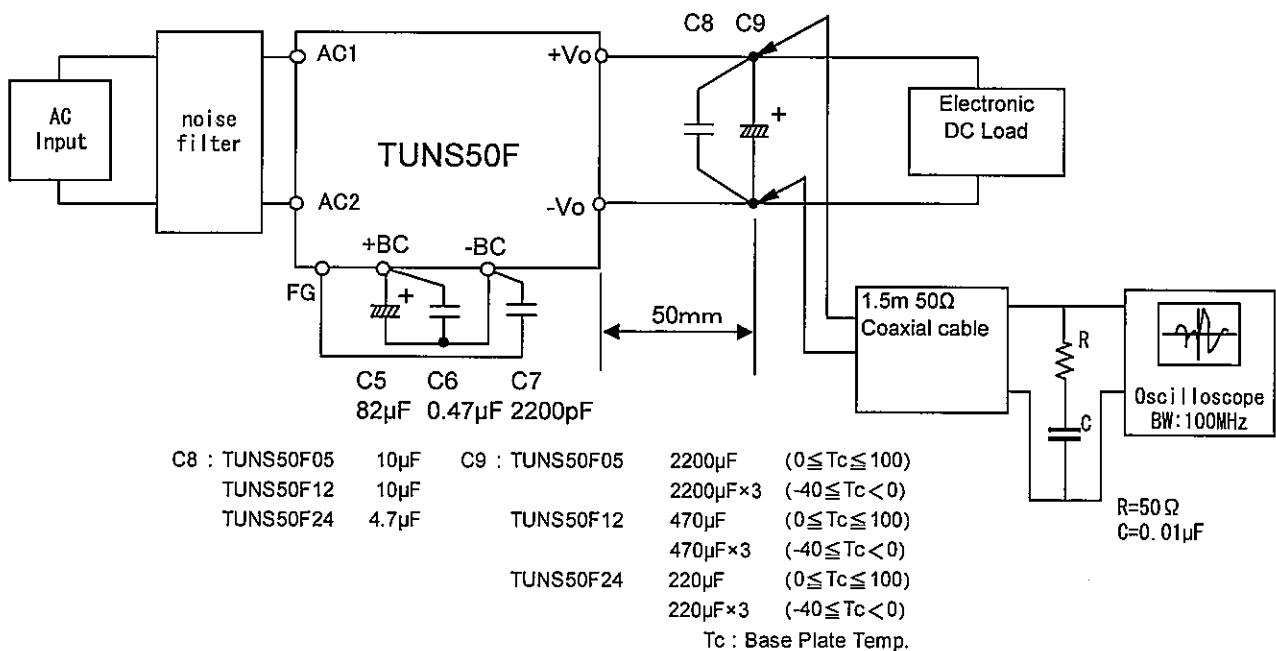 C8 C9
AC1
+Vo
AC
Input
noise
filter
TUNS50F
+
Electronic
DC Load
AC2
-Vo
+BC -BC
FG
+
50mm
1.5m 50Ω
Coaxial cable
R
C
Oscilloscope
BW:100MHz
C5 C6 C7
82µF 0.47µF 2200pF
R=50Ω
C=0.01µF
C8 : TUNS50F05 10µF C9 : TUNS50F05 2200µF (0≦Tc≦100)
TUNS50F12 10µF 2200µF×3 (-40≦Tc<0)
TUNS50F24 4.7µF TUNS50F12 470µF (0≦Tc≦100)
470µF×3 (-40≦Tc<0)
TUNS50F24 220µF (0≦Tc≦100)
220µF×3 (-40≦Tc<0)
Tc : Base Plate Temp.